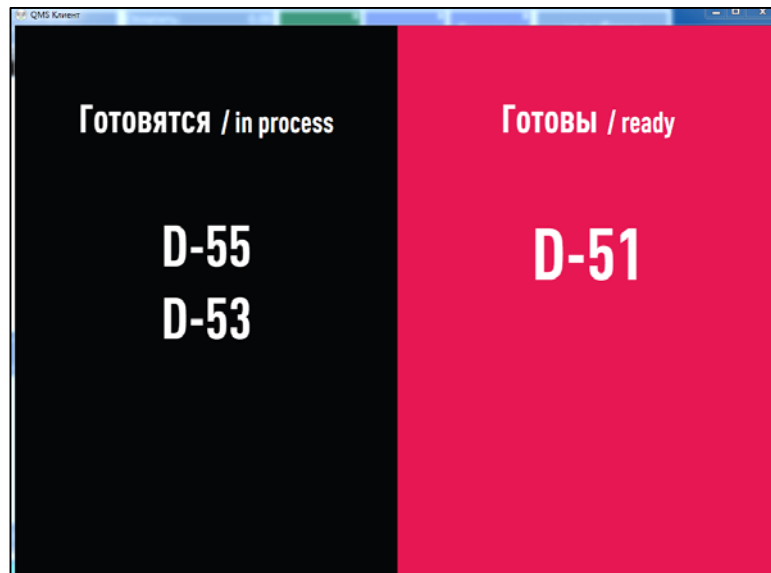 QMS Клиент
Готовятся / in process
D-55
D-53
Готовы / ready
D-51